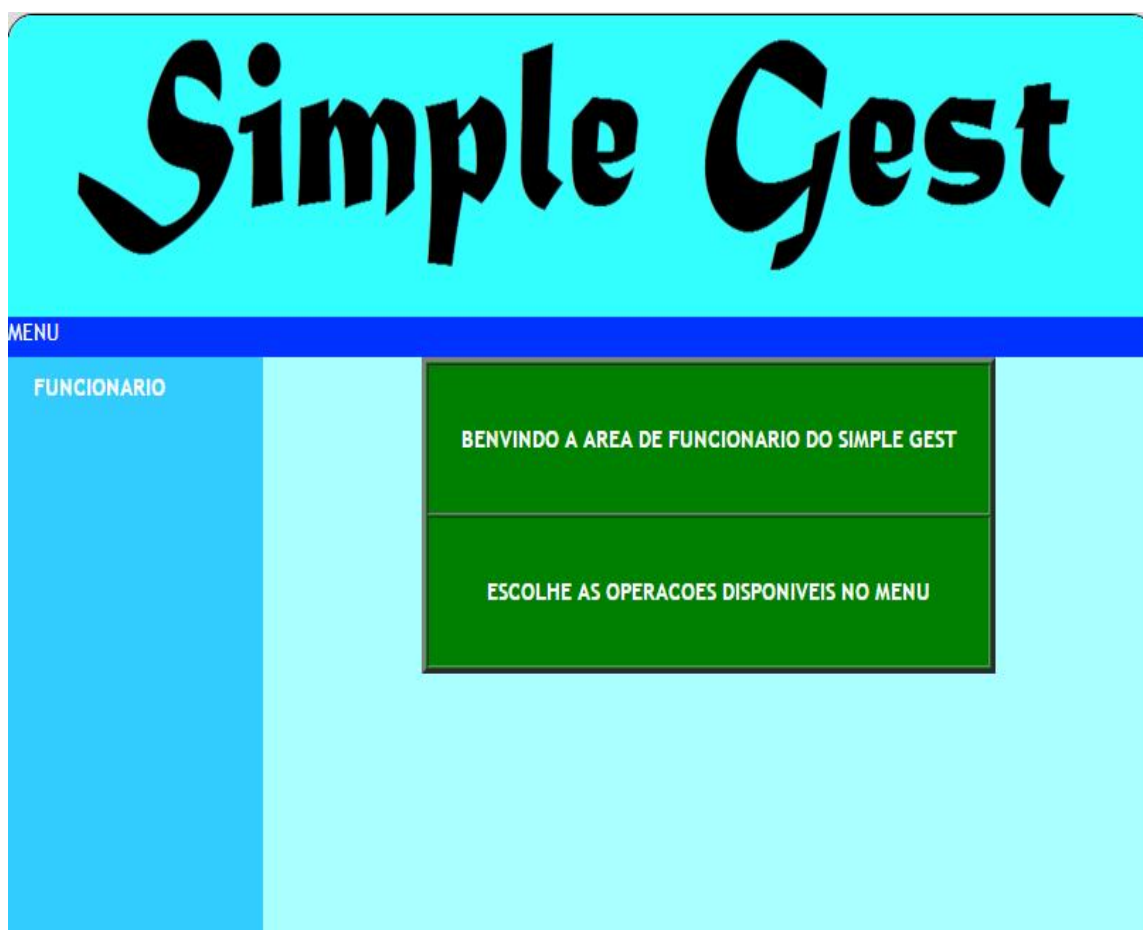 Simple Gest
MENU
FUNCIONARIO
BENVINDO A AREA DE FUNCIONARIO DO SIMPLE GEST
ESCOLHE AS OPERACOES DISPONIVEIS NO MENU